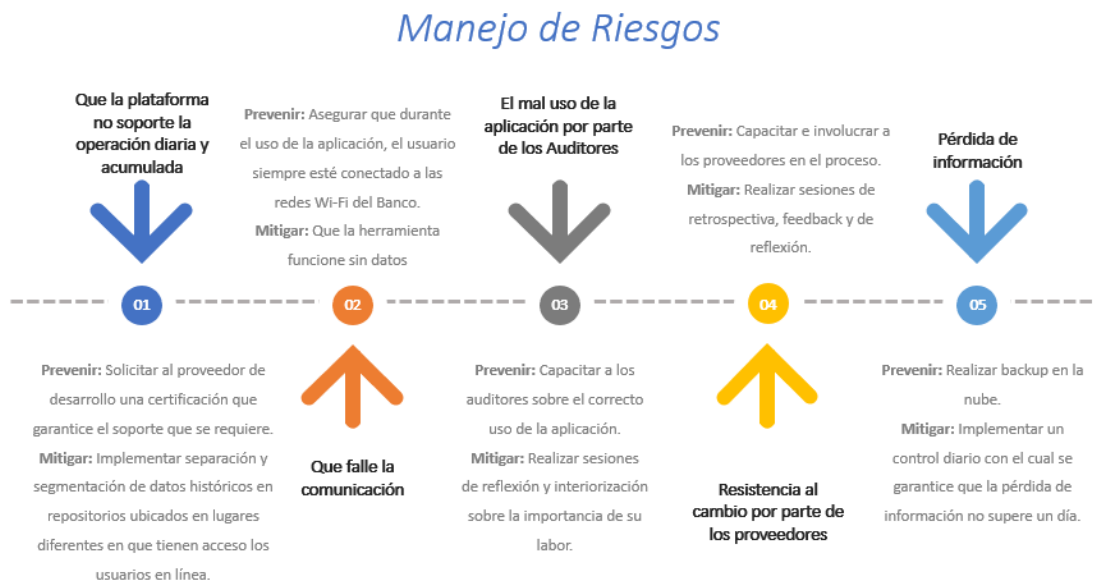 Manejo de Riesgos
Que la plataforma
no soporte la
operación diaria y
acumulada
01
Prevenir: Solicitar al proveedor de
desarrollo una certificación que
garantice el soporte que se requiere.
Mitigar: Implementar separación y
segmentación de datos históricos en
repositorios ubicados en lugares
diferentes en que tienen acceso los
usuarios en línea.
Prevenir: Asegurar que durante
el uso de la aplicación, el usuario
siempre esté conectado a las
redes Wi-Fi del Banco.
Mitigar: Que la herramienta
funcione sin datos
02
Que falle la
comunicación
El mal uso de la
aplicación por parte
de los Auditores
03
Prevenir: Capacitar a los
auditores sobre el correcto
uso de la aplicación.
Mitigar: Realizar sesiones
de reflexión y interiorización
sobre la importancia de su
labor.
Prevenir: Capacitar e involucrar a
los proveedores en el proceso.
Mitigar: Realizar sesiones de
retrospectiva, feedback y de
reflexión.
04
Resistencia al
cambio por parte de
los proveedores
Pérdida de
información
05
Prevenir: Realizar backup en la
nube.
Mitigar: Implementar un
control diario con el cual se
garantice que la pérdida de
información no supere un día.